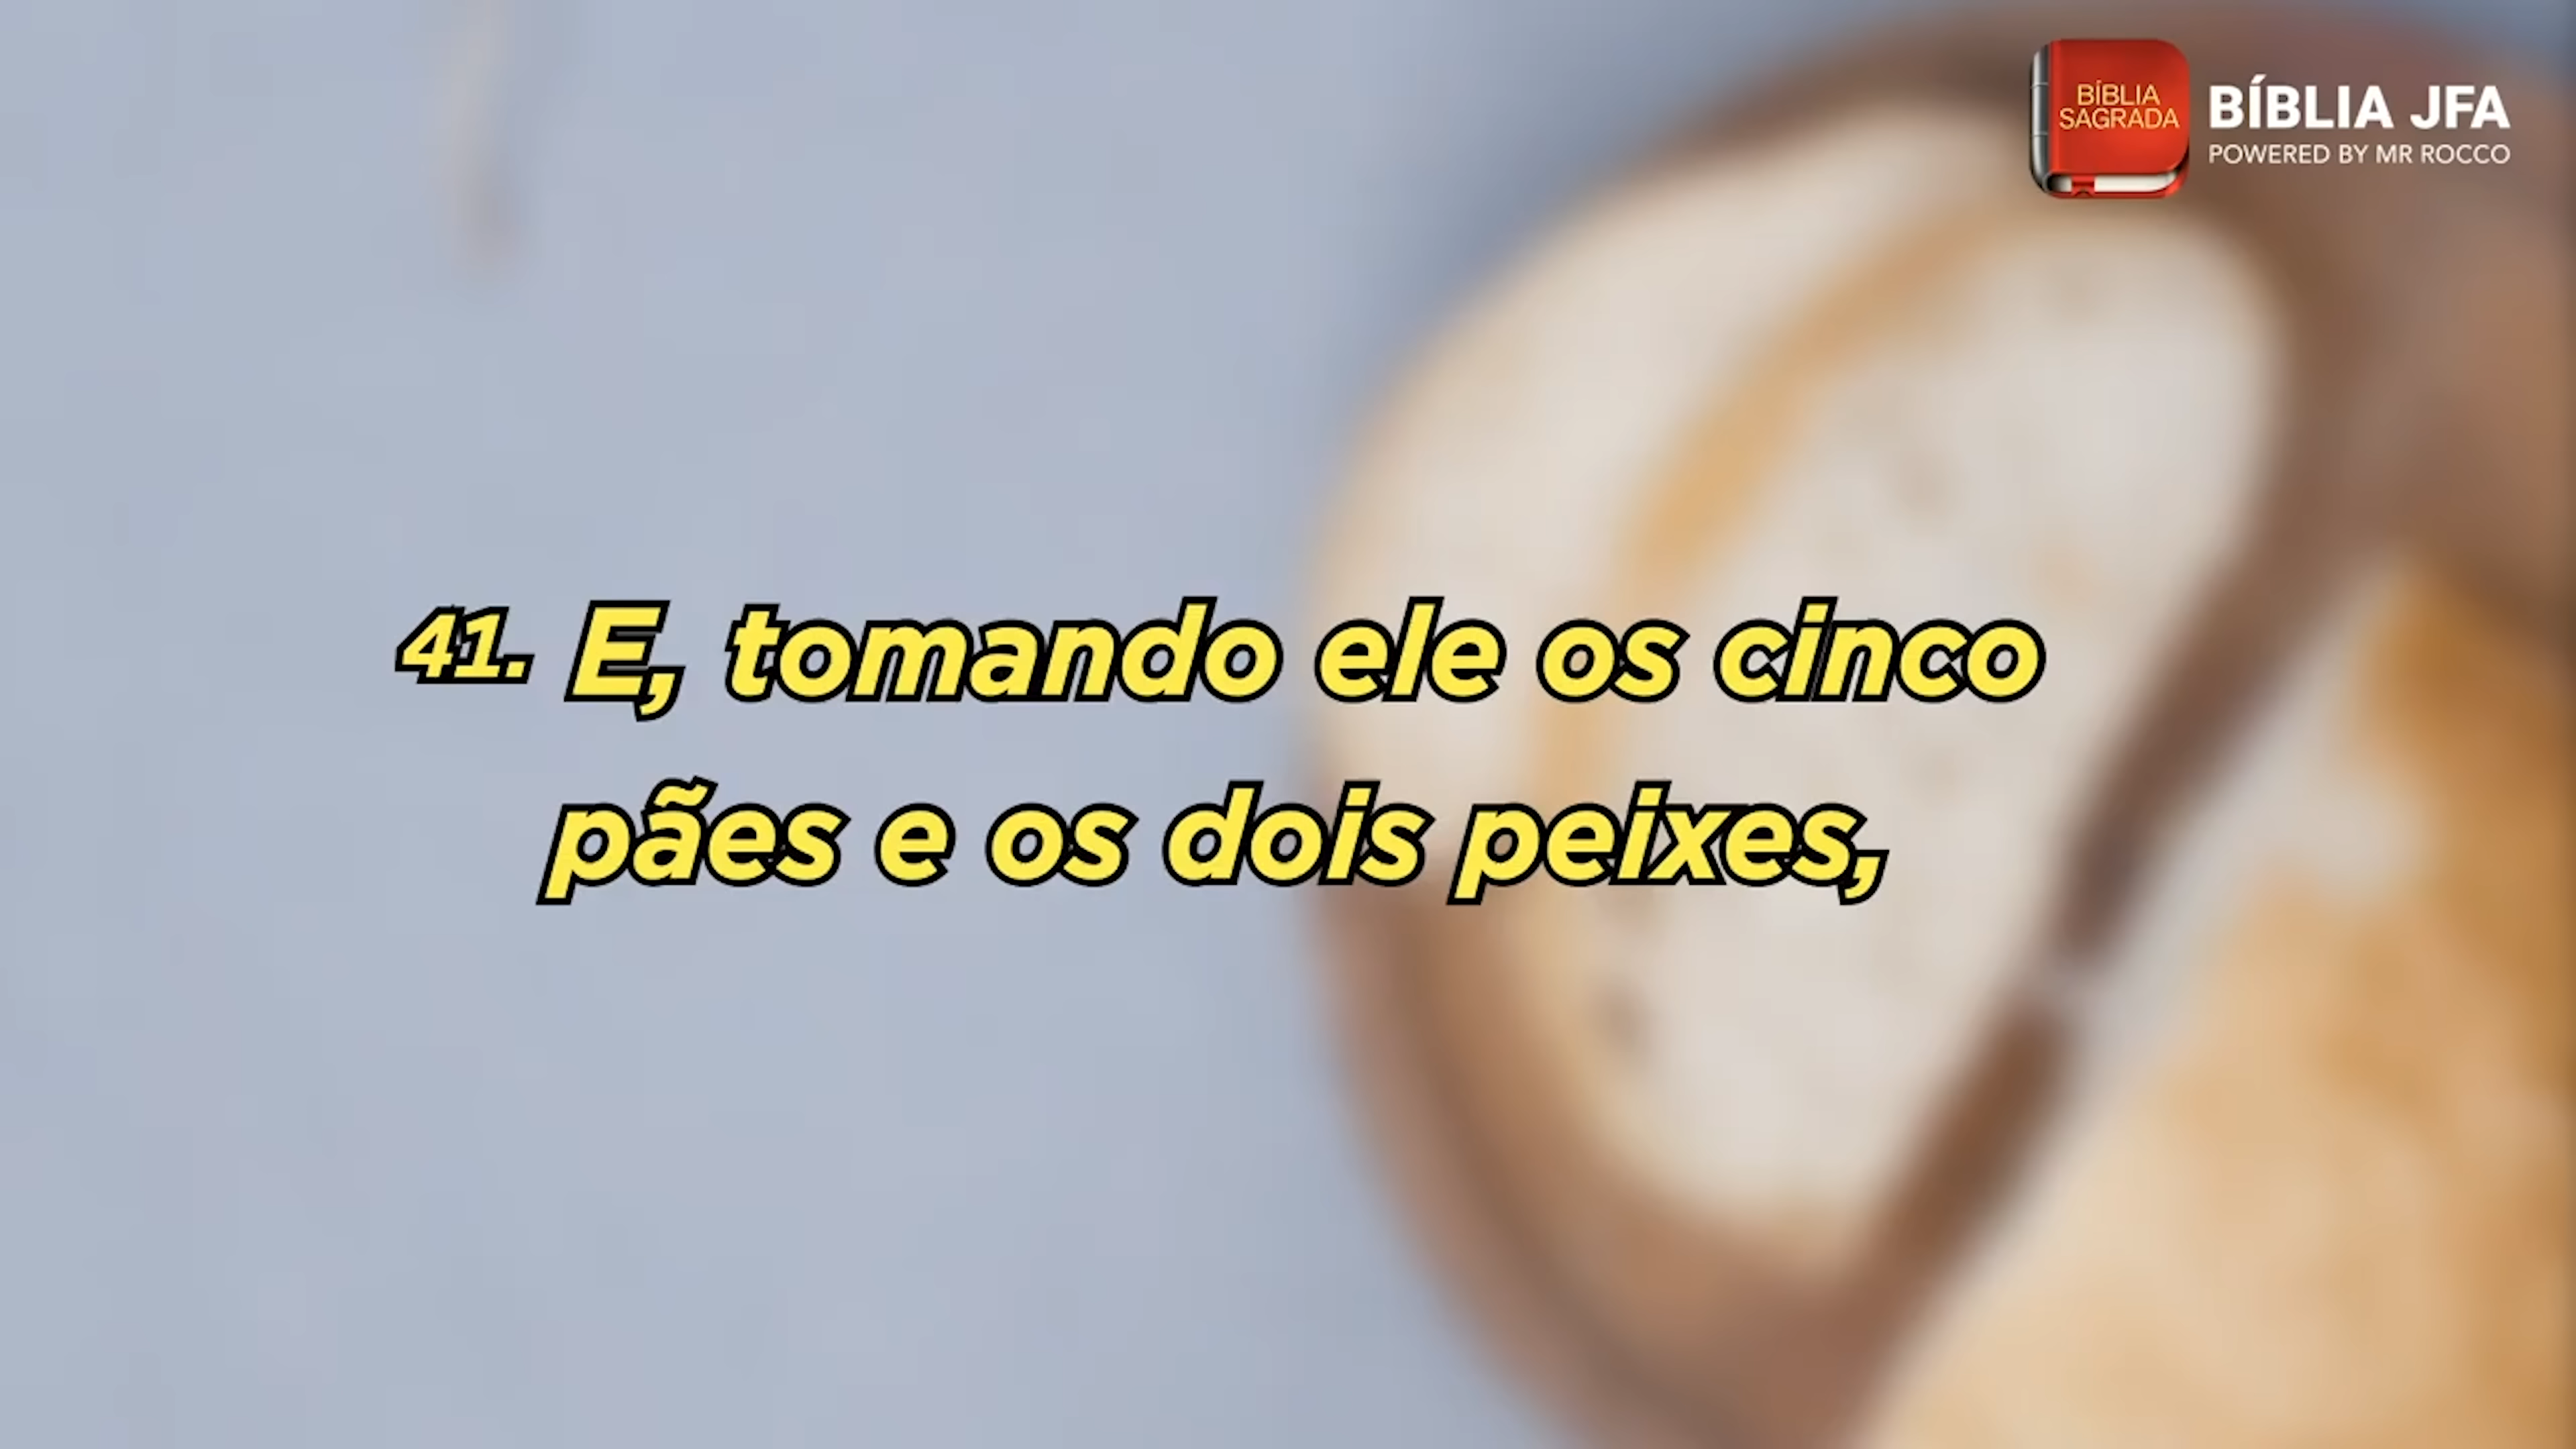 BÍBLIA
SAGRADA
BÍBLIA JFA
POWERED BY MR ROCCO
41. E, tomando ele os cinco
pães e os dois peixes,